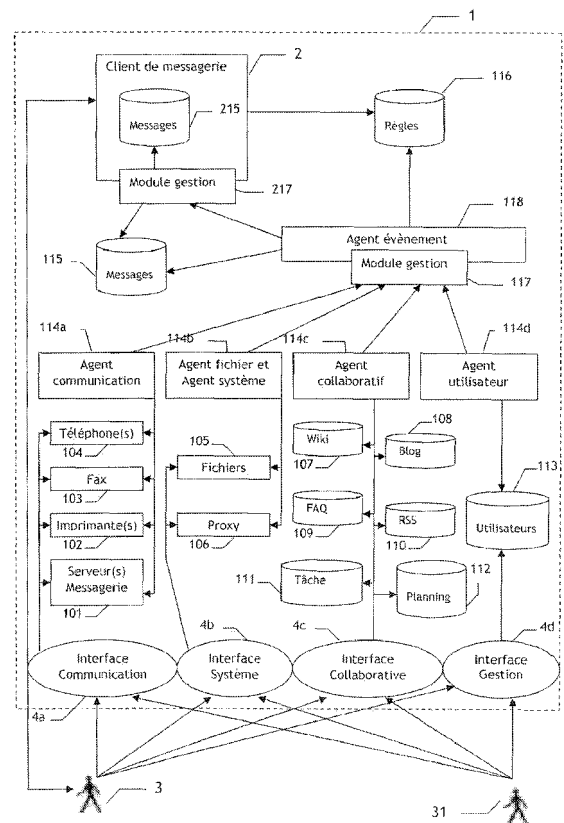 1
Client de messagerie
2
116
215
Messages
Règles
Module gestion
217
118
Agent évènement
115
Messages
Module gestion
117
114a
114b
114c
114d
Agent
communication
Agent fichier et
Agent système
Agent
collaboratif
Agent
utilisateur
Téléphone(s)
104
105
Fichiers
Wiki
107
108
Blog
113
Fax
103
Imprimante(s)
102
Proxy
106
FAQ
109
RSS
110
Utilisateurs
Serveur(s)
Messagerie
101
111
Tâche
112
Planning
4b
4c
4d
Interface
Communication
Interface
Système
Interface
Collaborative
Interface
Gestion
4a
3
31